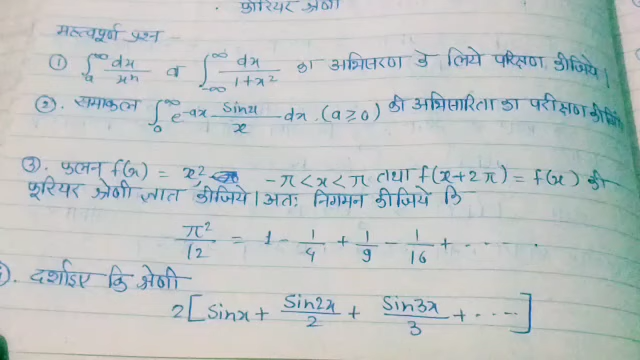 फोरियर श्रेणी
महत्वपूर्ण प्रश्न -
① ∫ₐ^∞ dx/xⁿ व ∫₋∞^∞ dx/(1+x²) का अभिसरण के लिये परिक्षण कीजिये।
②. समाकल ∫₀^∞ e^(-ax) sinx/x dx. (a≥0) की अभिसारिता का परीक्षण कीजिये
③. फलन f(x) = x², -π<x<π तथा f(x+2π) = f(x) की
फूरियर श्रेणी ज्ञात कीजिये। अतः निगमन कीजिये कि
π²/12 = 1 - 1/4 + 1/9 - 1/16 + - - - - .
). दर्शाइए कि श्रेणी
2[sinx + sin2x/2 + sin3x/3 + - - - ]